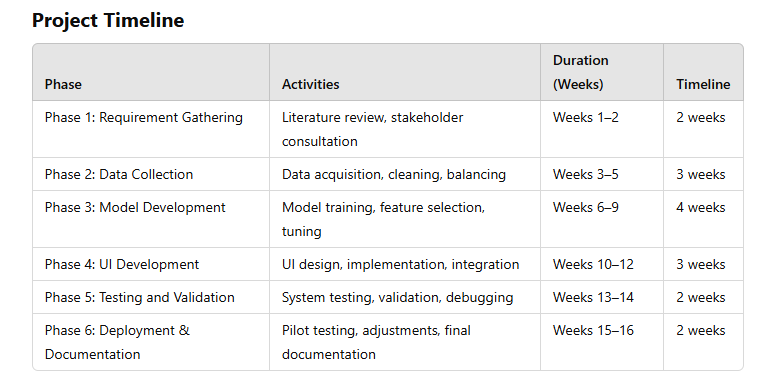 Project Timeline
Phase Activities Duration (Weeks) Timeline
Phase 1: Requirement Gathering Literature review, stakeholder consultation Weeks 1–2 2 weeks
Phase 2: Data Collection Data acquisition, cleaning, balancing Weeks 3–5 3 weeks
Phase 3: Model Development Model training, feature selection, tuning Weeks 6–9 4 weeks
Phase 4: UI Development UI design, implementation, integration Weeks 10–12 3 weeks
Phase 5: Testing and Validation System testing, validation, debugging Weeks 13–14 2 weeks
Phase 6: Deployment & Documentation Pilot testing, adjustments, final documentation Weeks 15–16 2 weeks